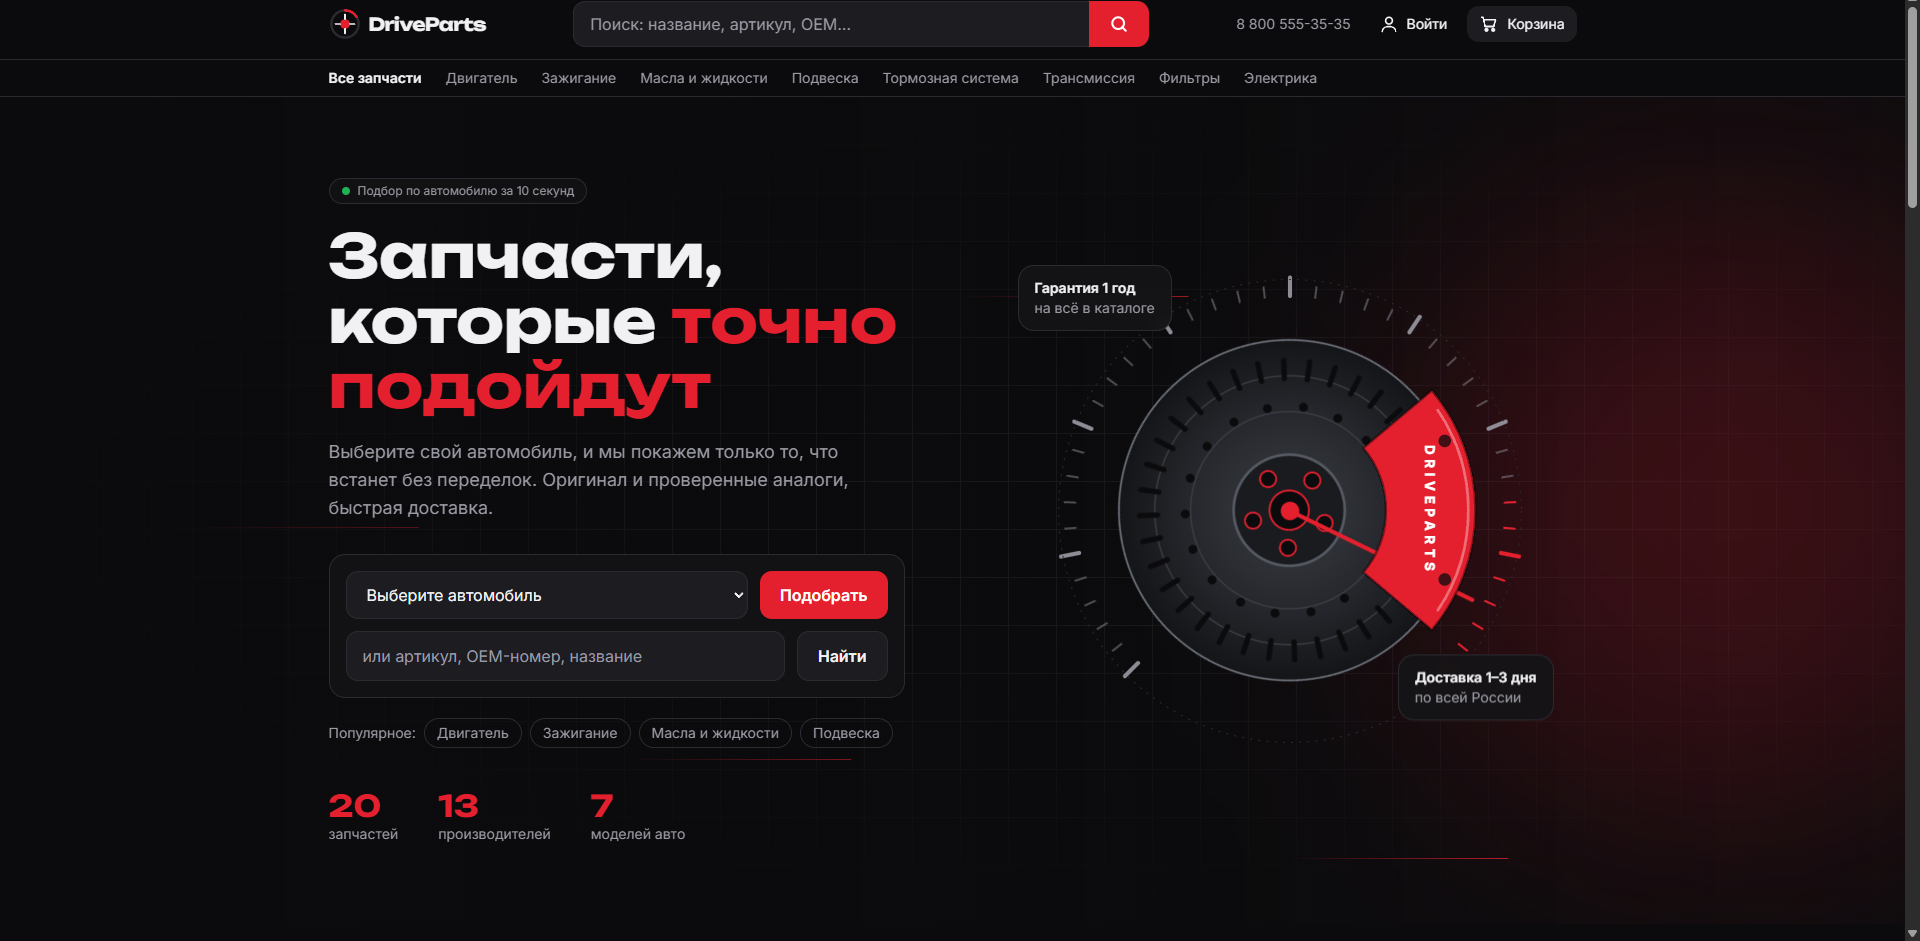 DriveParts
Поиск: название, артикул, OEM...
8 800 555-35-35
Войти
Корзина
Все запчасти
Двигатель
Зажигание
Масла и жидкости
Подвеска
Тормозная система
Трансмиссия
Фильтры
Электрика
Подбор по автомобилю за 10 секунд
Запчасти,
которые точно
подойдут
Выберите свой автомобиль, и мы покажем только то, что
встанет без переделок. Оригинал и проверенные аналоги,
быстрая доставка.
Выберите автомобиль
Подобрать
или артикул, OEM-номер, название
Найти
Популярное:
Двигатель
Зажигание
Масла и жидкости
Подвеска
20
запчастей
13
производителей
7
моделей авто
Гарантия 1 год
на всё в каталоге
DRIVEPARTS
Доставка 1–3 дня
по всей России